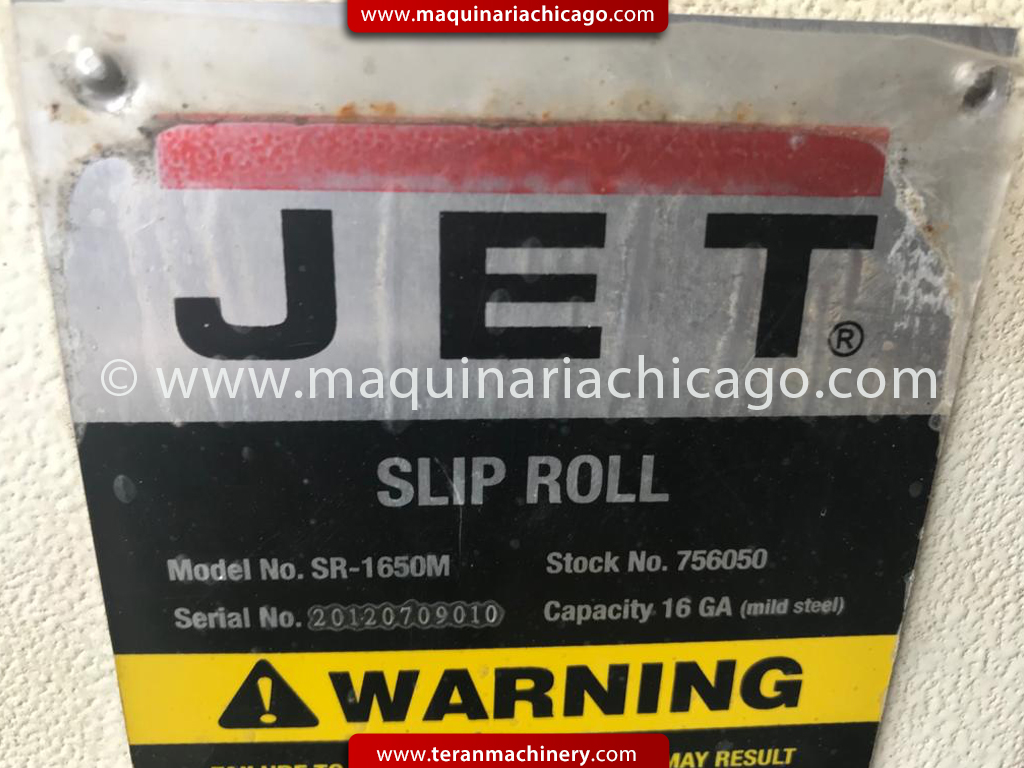 www.maquinariachicago.com
JET®
© www.maquinariachicago.com
SLIP ROLL
Model No. SR-1650M Stock No. 756050
Serial No. 20120709010 Capacity 16 GA (mild steel)
WARNING
MAY RESULT
www.teranmachinery.com